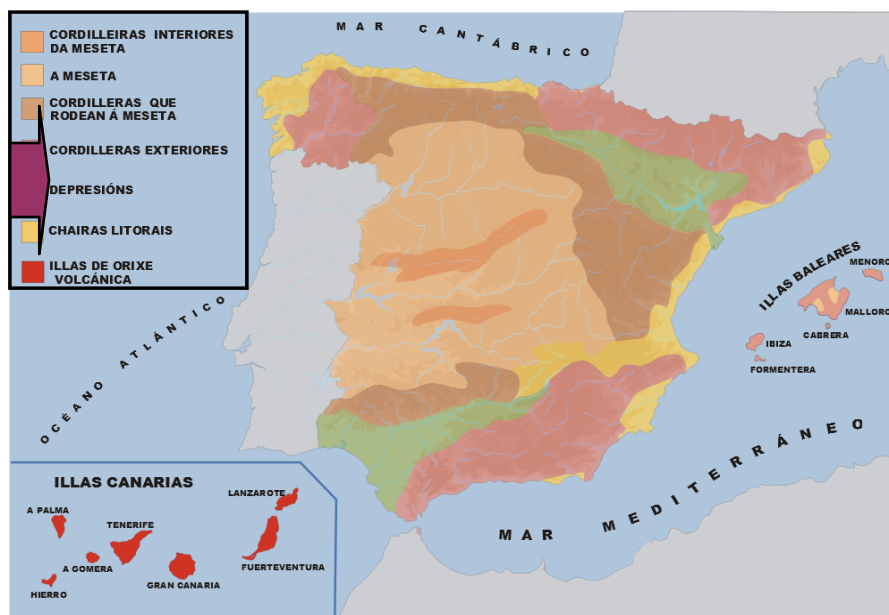 MAR CANTÁBRICO
CORDILLEIRAS INTERIORES
DA MESETA
A MESETA
CORDILLERAS QUE
RODEAN Á MESETA
CORDILLERAS EXTERIORES
DEPRESIÓNS
CHAIRAS LITORAIS
ILLAS DE ORIXE
VOLCÁNICA
ILLAS BALEARES
MENORC
MALLORC
CABRERA
IBIZA
FORMENTERA
OCÉANO ATLÁNTICO
MAR MEDITERRÁNEO
ILLAS CANARIAS
LANZAROTE
A PALMA
TENERIFE
A GOMERA
FUERTEVENTURA
GRAN CANARIA
HIERRO